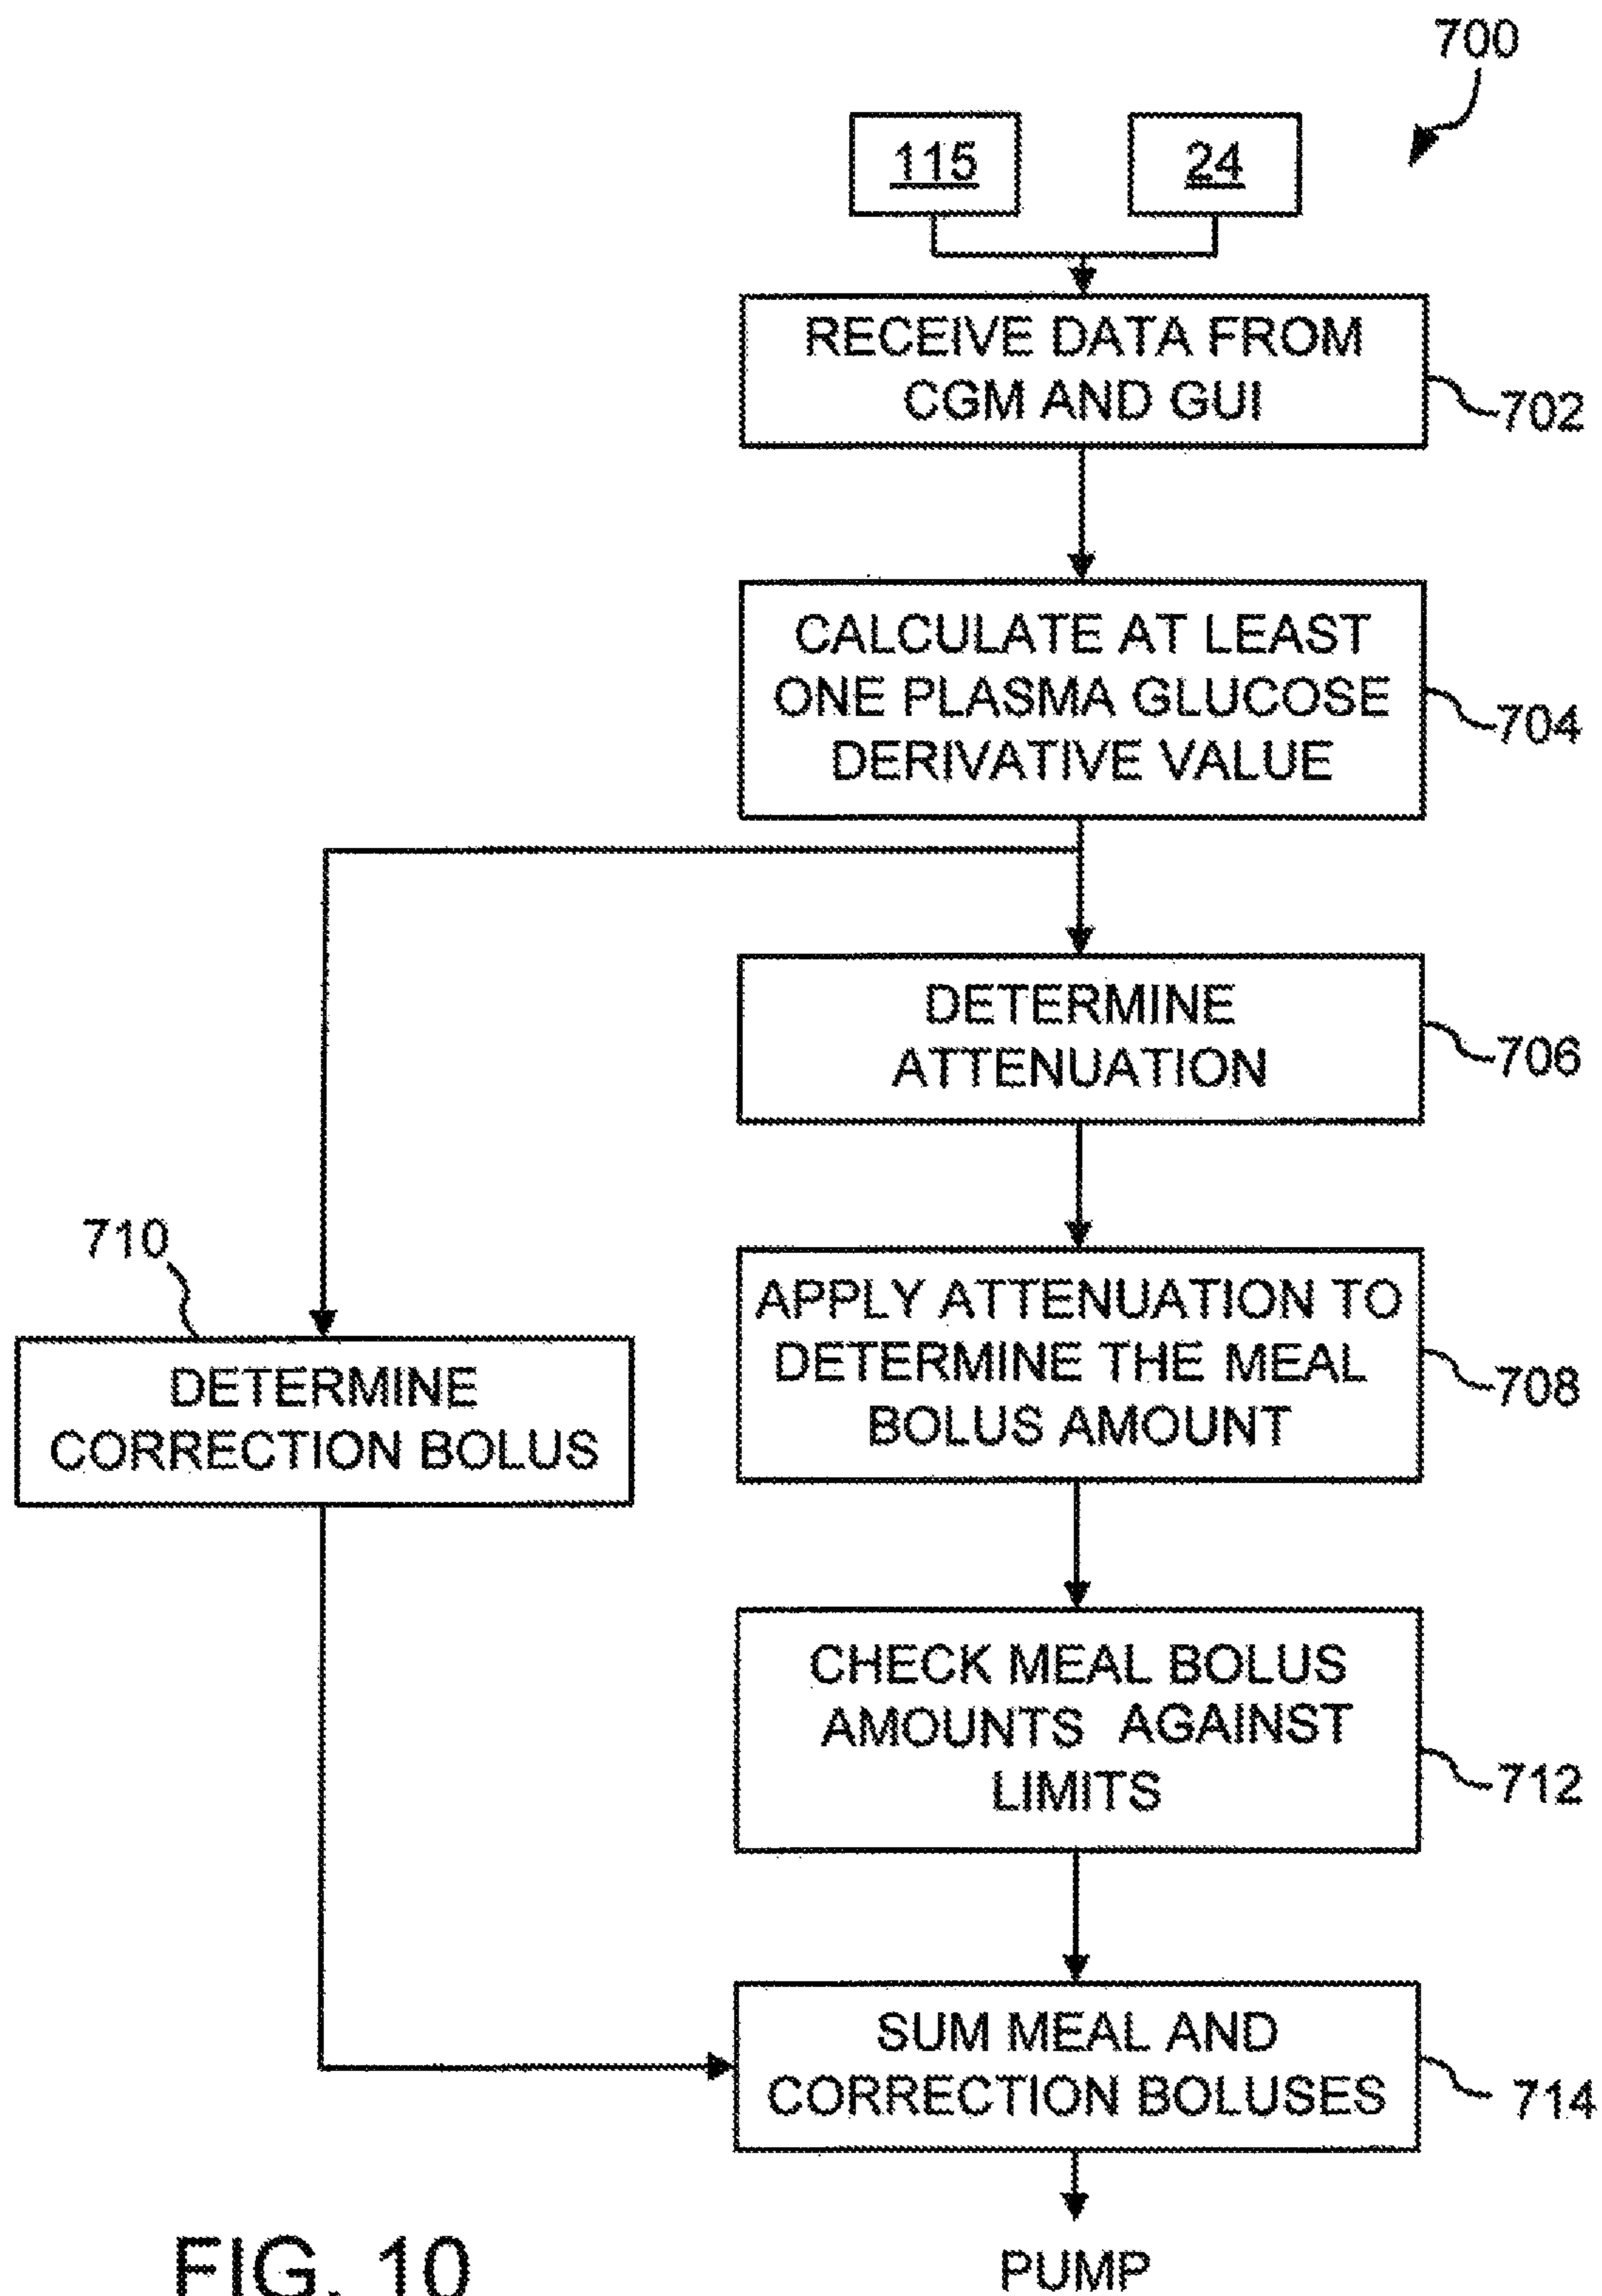 700
115
24
RECEIVE DATA FROM
CGM AND GUI
702
CALCULATE AT LEAST
ONE PLASMA GLUCOSE
DERIVATIVE VALUE
704
DETERMINE
ATTENUATION
706
710
DETERMINE
CORRECTION BOLUS
APPLY ATTENUATION TO
DETERMINE THE MEAL
BOLUS AMOUNT
708
CHECK MEAL BOLUS
AMOUNTS AGAINST
LIMITS
712
SUM MEAL AND
CORRECTION BOLUSES
714
PUMP
FIG. 10